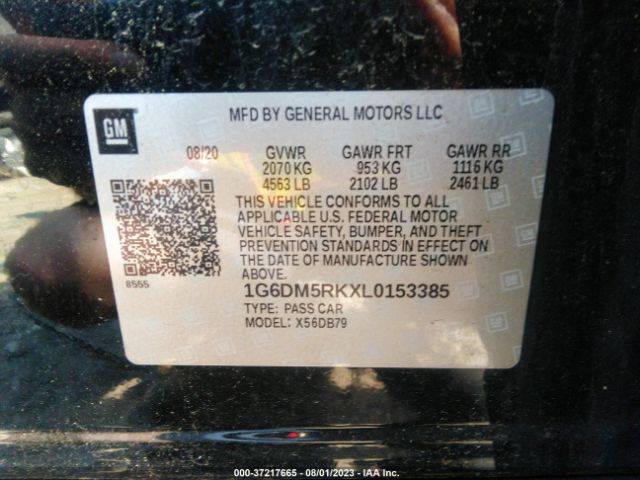 GM
MFD BY GENERAL MOTORS LLC
08/20 GVWR GAWR FRT GAWR RR
2070 KG 953 KG 1116 KG
4563 LB 2102 LB 2461 LB
THIS VEHICLE CONFORMS TO ALL
APPLICABLE U.S. FEDERAL MOTOR
VEHICLE SAFETY, BUMPER, AND THEFT
PREVENTION STANDARDS IN EFFECT ON
THE DATE OF MANUFACTURE SHOWN
ABOVE.
8555
1G6DM5RKXL0153385
TYPE: PASS CAR
MODEL: X56DB79
000-37217665 - 08/01/2023 - IAA Inc.